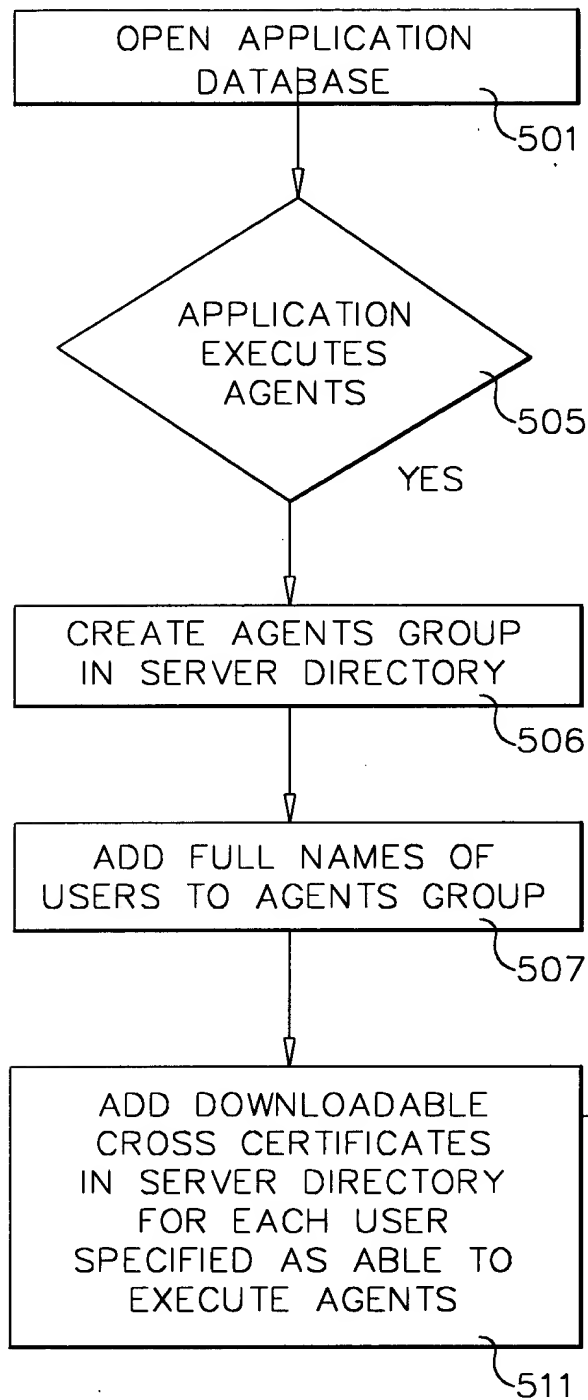 OPEN APPLICATION
DATABASE
501
APPLICATION
EXECUTES
AGENTS
505
YES
CREATE AGENTS GROUP
IN SERVER DIRECTORY
506
ADD FULL NAMES OF
USERS TO AGENTS GROUP
507
ADD DOWNLOADABLE
CROSS CERTIFICATES
IN SERVER DIRECTORY
FOR EACH USER
SPECIFIED AS ABLE TO
EXECUTE AGENTS
511